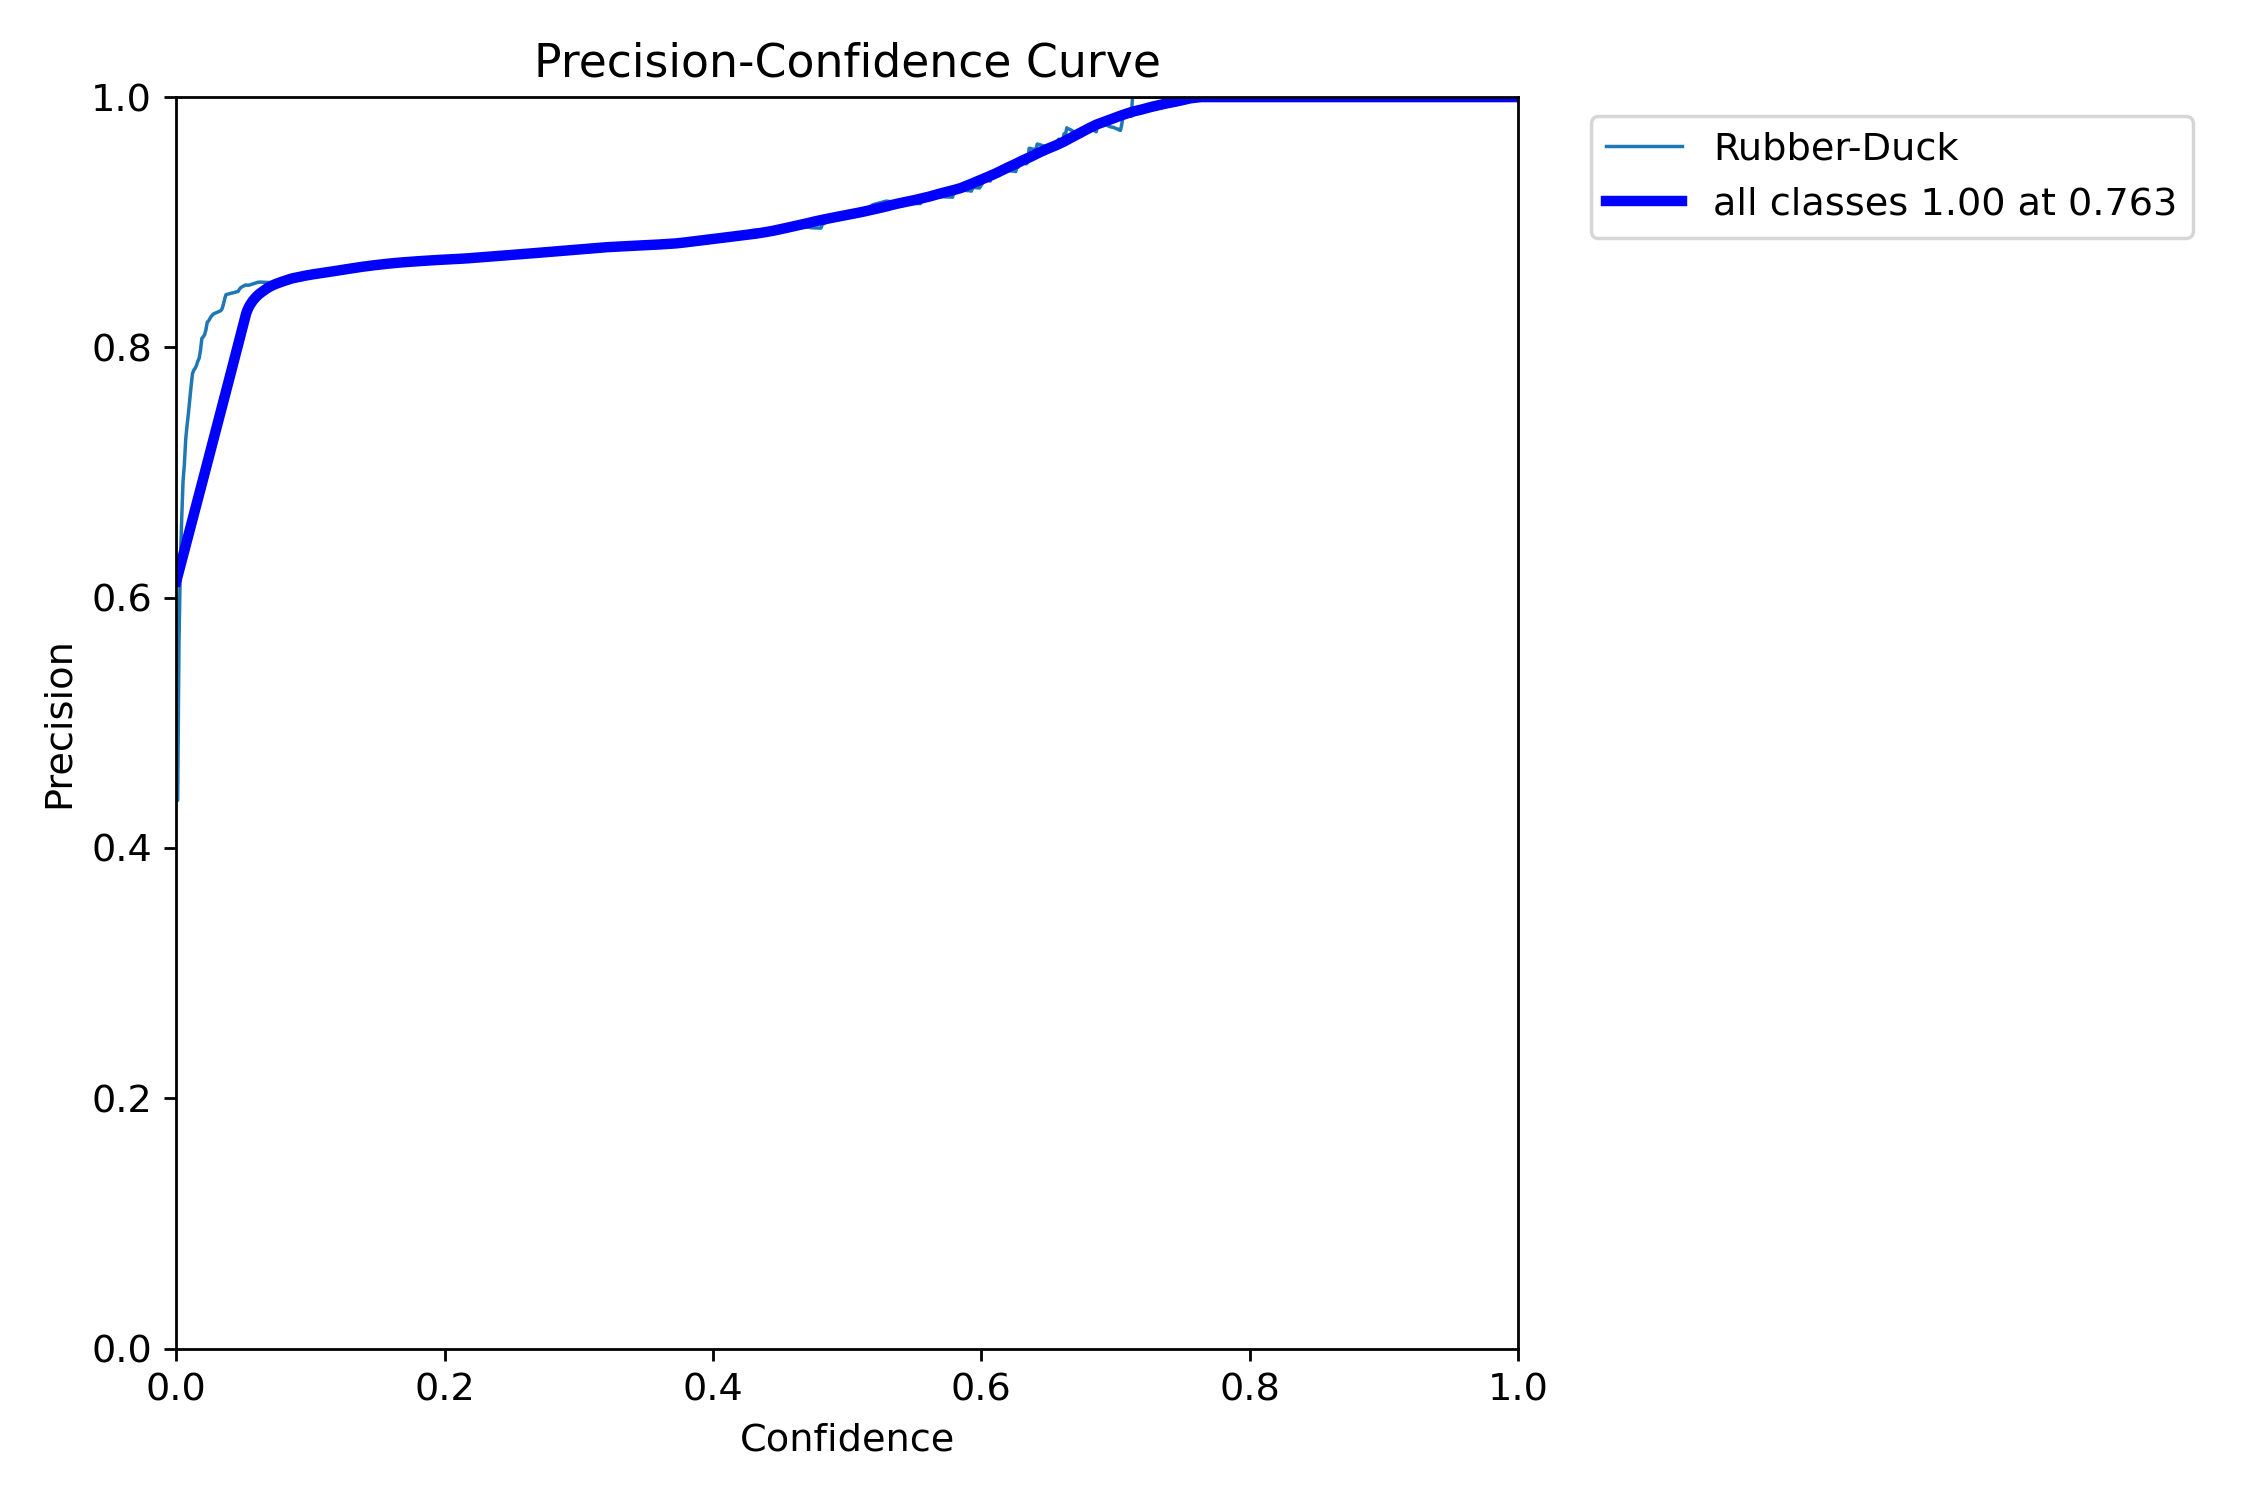 Precision-Confidence Curve
1.0
0.8
0.6
0.4
0.2
0.0
Precision
0.0 0.2 0.4 0.6 0.8 1.0
Confidence
Rubber-Duck
all classes 1.00 at 0.763